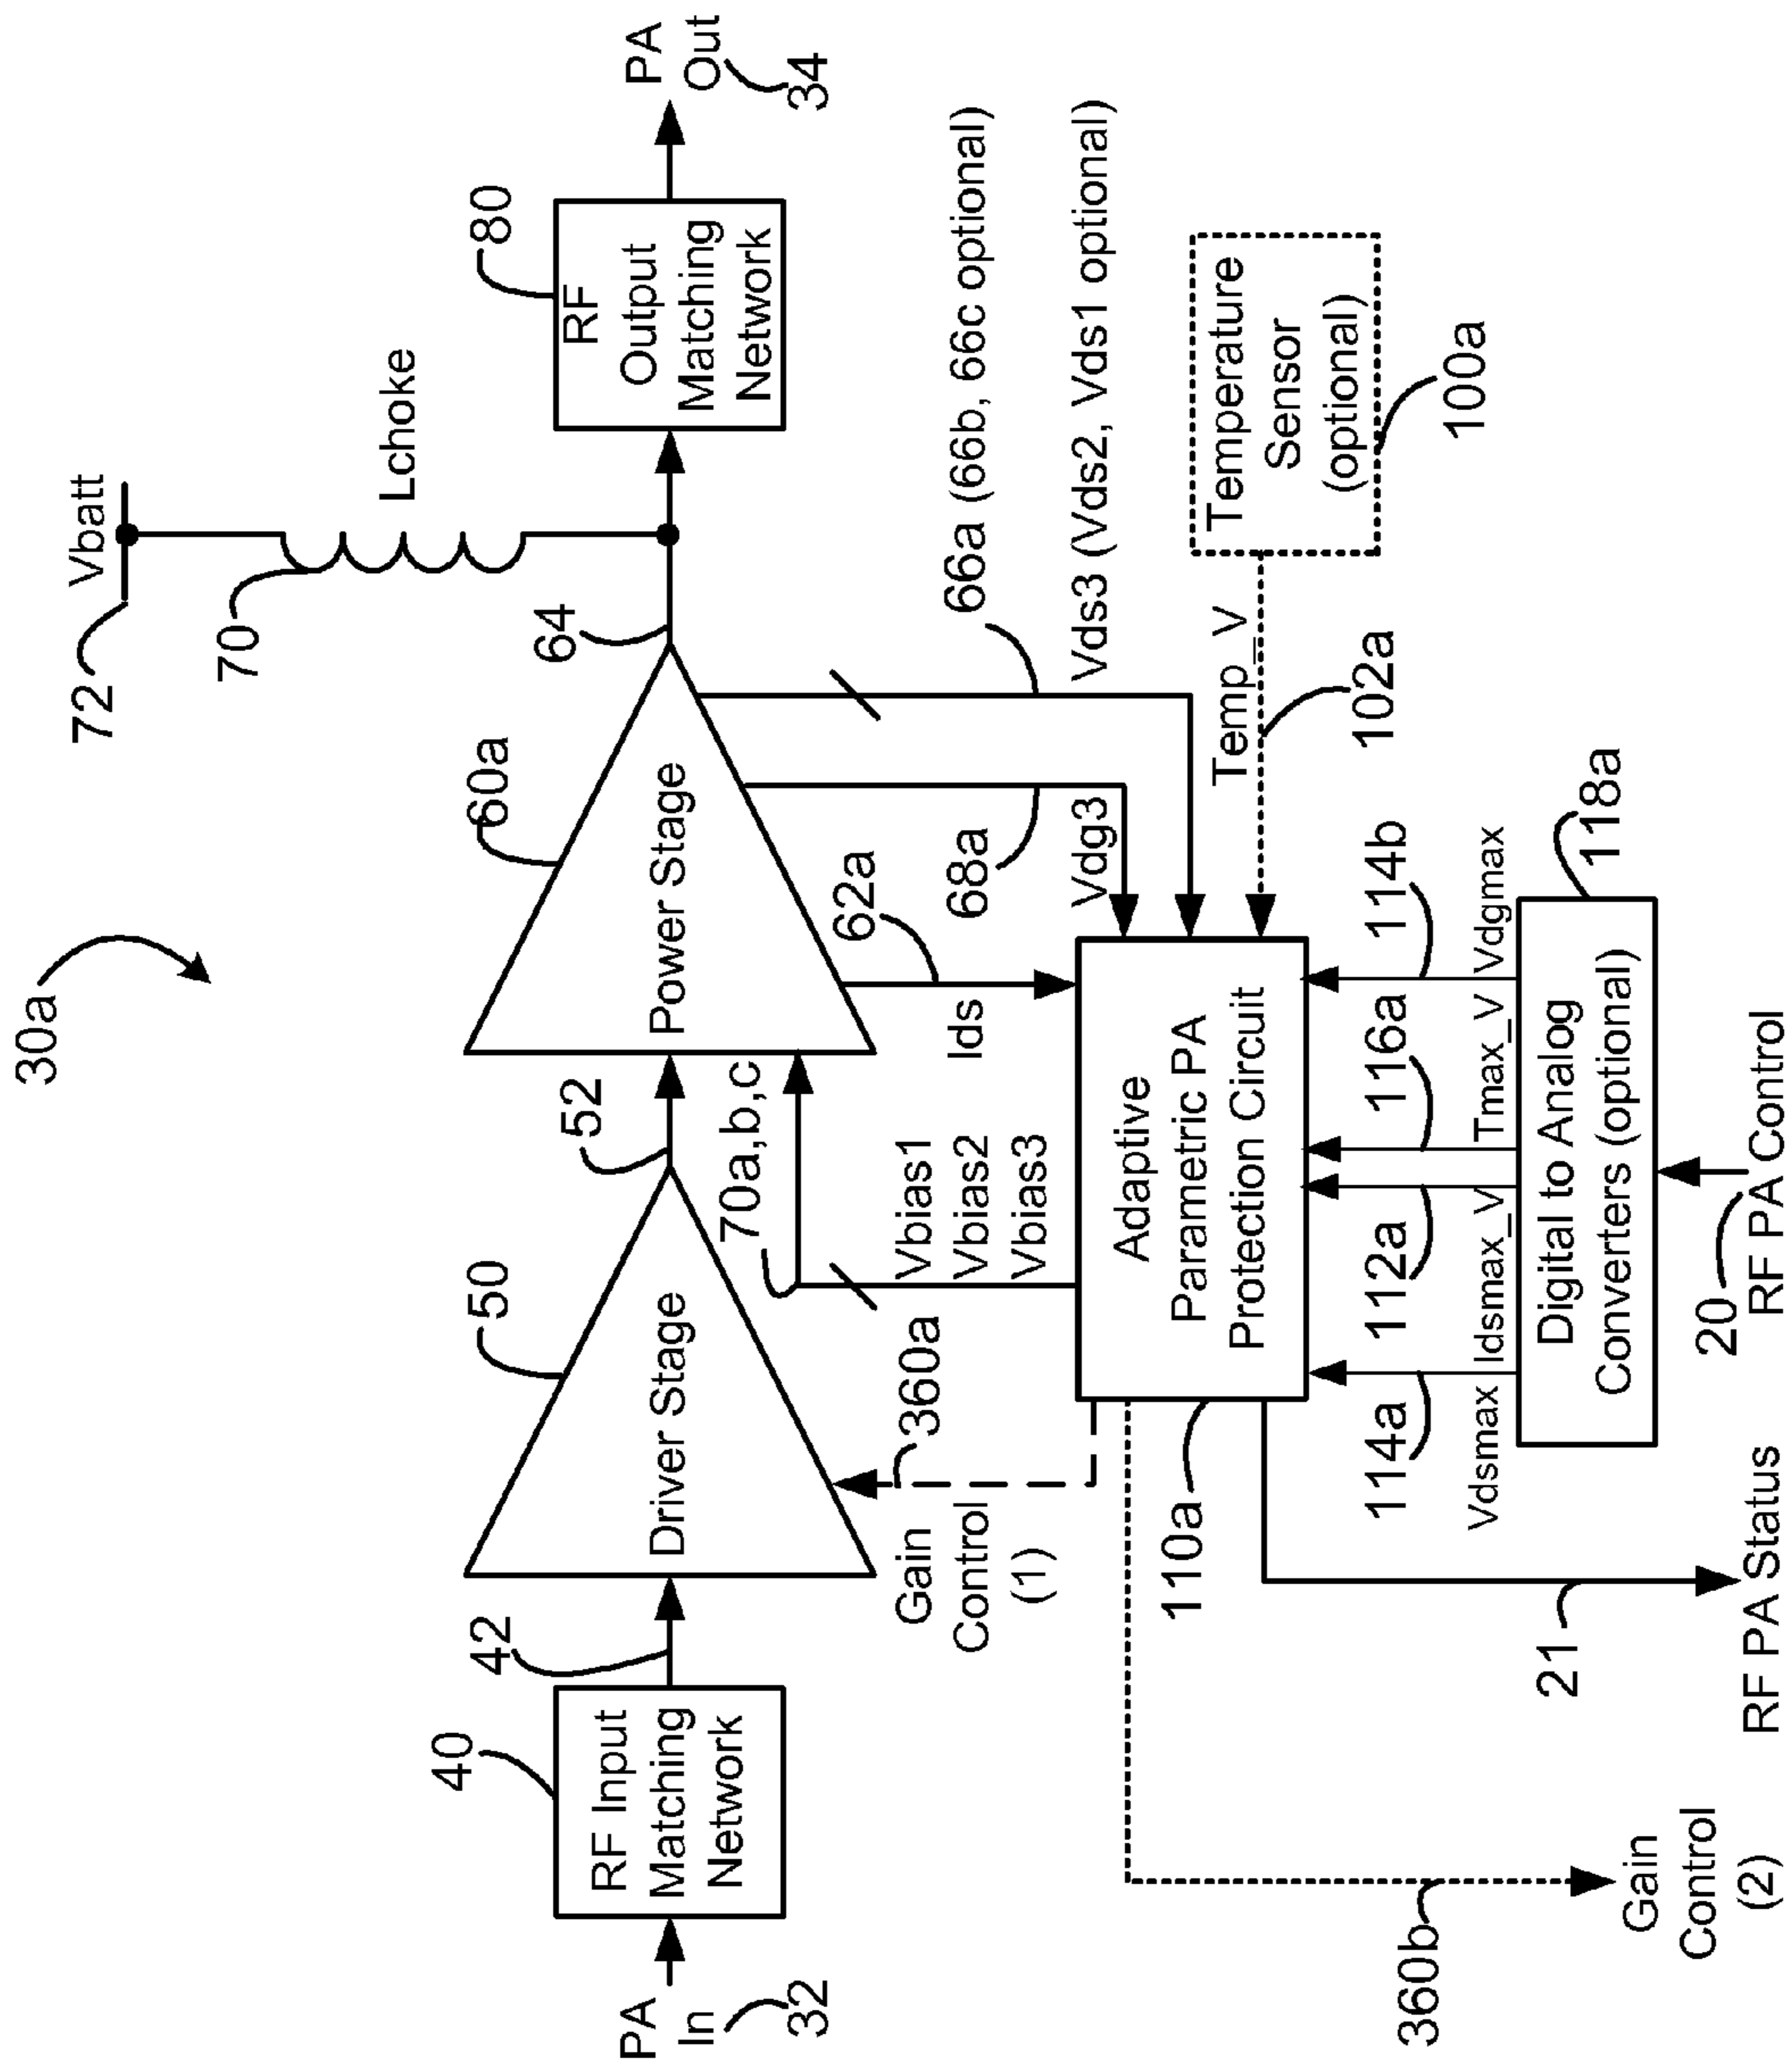 30a
72
Vbatt
70
Lchoke
40
42
50
52
60a
64
80
PA
In
32
RF Input
Matching
Network
Driver Stage
Power Stage
RF
Output
Matching
Network
PA
Out
34
Gain
Control
(1)
360a
70a,b,c
Vbias1
Vbias2
Vbias3
62a
Ids
68a
Vdg3
66a (66b, 66c optional)
Vds3 (Vds2, Vds1 optional)
110a
Adaptive
Parametric PA
Protection Circuit
Temp_V
102a
Temperature
Sensor
(optional)
100a
114a
112a
116a
114b
Vdsmax
Idsmax_V
Tmax_V
Vdgmax
118a
Digital to Analog
Converters (optional)
360b
Gain
Control
(2)
21
RF PA Status
20
RF PA Control